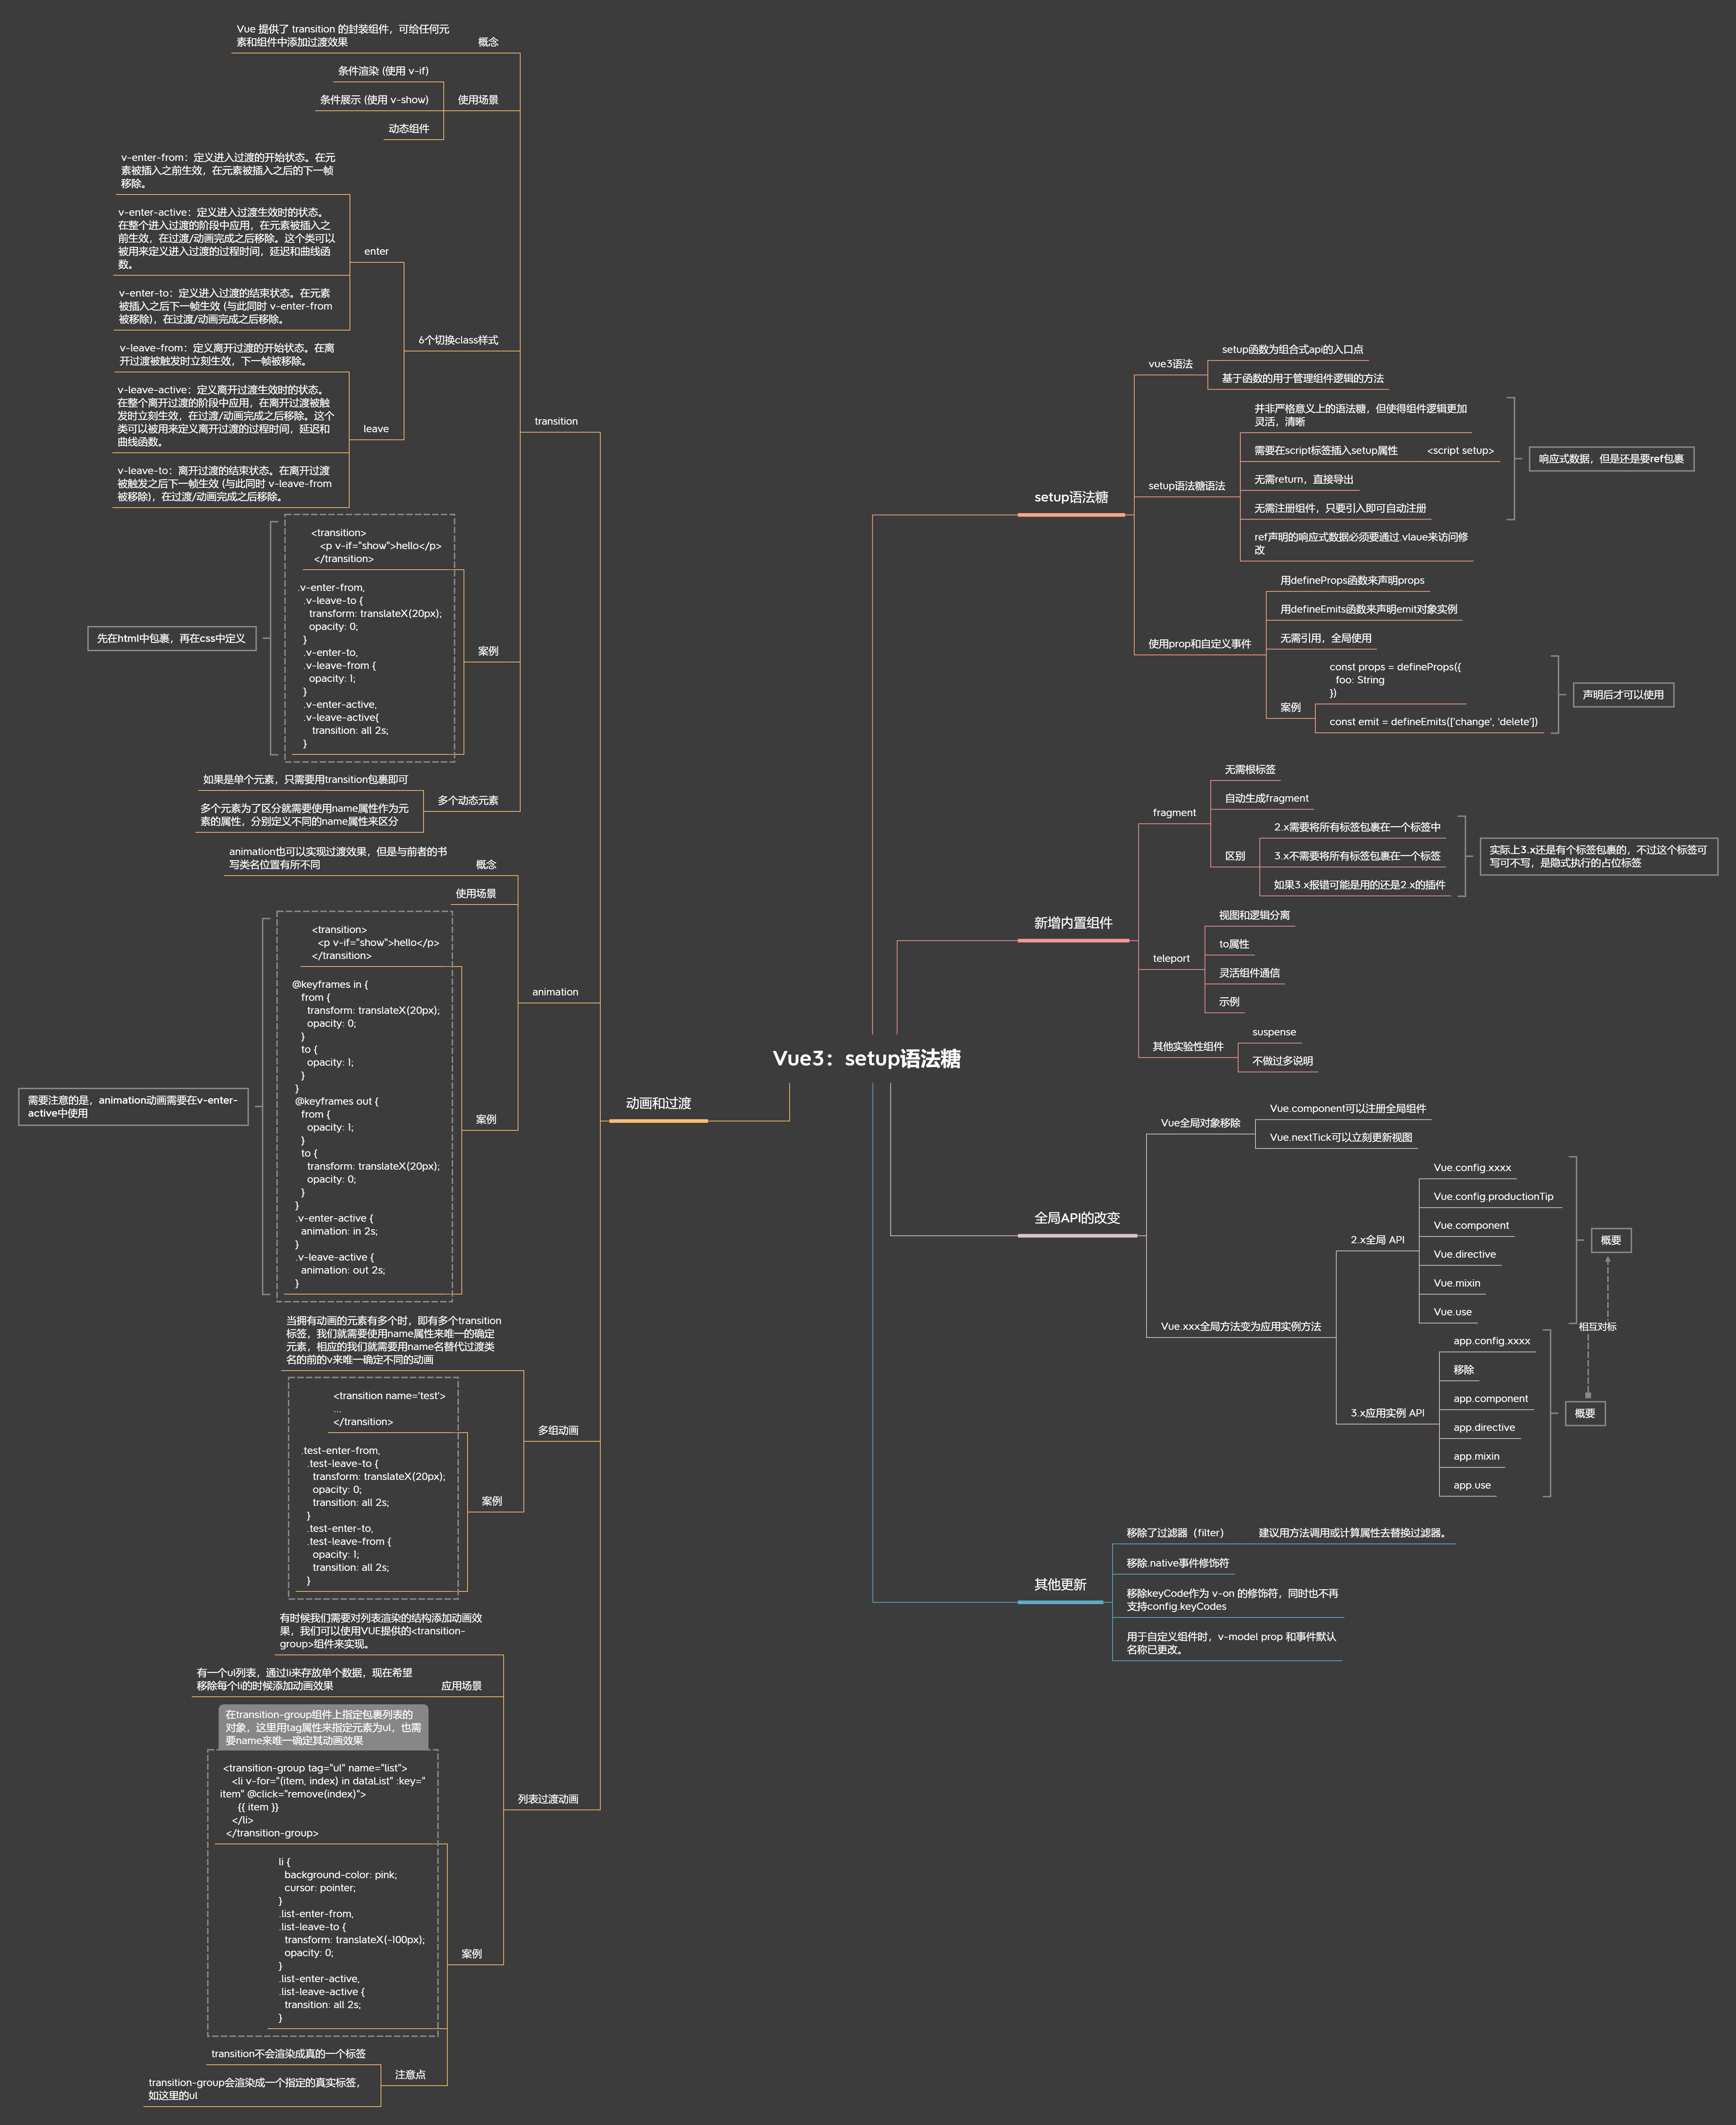 Vue3：setup语法糖
setup语法糖
vue3语法
setup函数为组合式api的入口点
基于函数的用于管理组件逻辑的方法
setup语法糖语法
并非严格意义上的语法糖，但使得组件逻辑更加
灵活，清晰
需要在script标签插入setup属性
<script setup>
无需return，直接导出
无需注册组件，只要引入即可自动注册
ref声明的响应式数据必须要通过.vlaue来访问修
改
响应式数据，但是还是要ref包裹
使用prop和自定义事件
用defineProps函数来声明props
用defineEmits函数来声明emit对象实例
无需引用，全局使用
案例
const props = defineProps({
foo: String
})
const emit = defineEmits(['change', 'delete'])
声明后才可以使用
新增内置组件
fragment
无需根标签
自动生成fragment
区别
2.x需要将所有标签包裹在一个标签中
3.x不需要将所有标签包裹在一个标签
如果3.x报错可能是用的还是2.x的插件
实际上3.x还是有个标签包裹的，不过这个标签可
写可不写，是隐式执行的占位标签
teleport
视图和逻辑分离
to属性
灵活组件通信
示例
其他实验性组件
suspense
不做过多说明
全局API的改变
Vue全局对象移除
Vue.component可以注册全局组件
Vue.nextTick可以立刻更新视图
Vue.xxx全局方法变为应用实例方法
2.x全局 API
Vue.config.xxxx
Vue.config.productionTip
Vue.component
Vue.directive
Vue.mixin
Vue.use
概要
相互对标
3.x应用实例 API
app.config.xxxx
移除
app.component
app.directive
app.mixin
app.use
概要
其他更新
移除了过滤器（filter）
建议用方法调用或计算属性去替换过滤器。
移除.native事件修饰符
移除keyCode作为 v-on 的修饰符，同时也不再
支持config.keyCodes
用于自定义组件时，v-model prop 和事件默认
名称已更改。
动画和过渡
transition
概念
Vue 提供了 transition 的封装组件，可给任何元
素和组件中添加过渡效果
使用场景
条件渲染 (使用 v-if)
条件展示 (使用 v-show)
动态组件
6个切换class样式
enter
v-enter-from：定义进入过渡的开始状态。在元
素被插入之前生效，在元素被插入之后的下一帧
移除。
v-enter-active：定义进入过渡生效时的状态。
在整个进入过渡的阶段中应用，在元素被插入之
前生效，在过渡/动画完成之后移除。这个类可以
被用来定义进入过渡的过程时间，延迟和曲线函
数。
v-enter-to：定义进入过渡的结束状态。在元素
被插入之后下一帧生效 (与此同时 v-enter-from
被移除)，在过渡/动画完成之后移除。
leave
v-leave-from：定义离开过渡的开始状态。在离
开过渡被触发时立刻生效，下一帧被移除。
v-leave-active：定义离开过渡生效时的状态。
在整个离开过渡的阶段中应用，在离开过渡被触
发时立刻生效，在过渡/动画完成之后移除。这个
类可以被用来定义离开过渡的过程时间，延迟和
曲线函数。
v-leave-to：离开过渡的结束状态。在离开过渡
被触发之后下一帧生效 (与此同时 v-leave-from
被移除)，在过渡/动画完成之后移除。
案例
<transition>
<p v-if="show">hello</p>
</transition>
.v-enter-from,
.v-leave-to {
transform: translateX(20px);
opacity: 0;
}
.v-enter-to,
.v-leave-from {
opacity: 1;
}
.v-enter-active,
.v-leave-active{
transition: all 2s;
}
先在html中包裹，再在css中定义
多个动态元素
如果是单个元素，只需要用transition包裹即可
多个元素为了区分就需要使用name属性作为元
素的属性，分别定义不同的name属性来区分
animation
概念
animation也可以实现过渡效果，但是与前者的书
写类名位置有所不同
使用场景
案例
<transition>
<p v-if="show">hello</p>
</transition>
@keyframes in {
from {
transform: translateX(20px);
opacity: 0;
}
to {
opacity: 1;
}
}
@keyframes out {
from {
opacity: 1;
}
to {
transform: translateX(20px);
opacity: 0;
}
}
.v-enter-active {
animation: in 2s;
}
.v-leave-active {
animation: out 2s;
}
需要注意的是，animation动画需要在v-enter-
active中使用
多组动画
当拥有动画的元素有多个时，即有多个transition
标签，我们就需要使用name属性来唯一的确定
元素，相应的我们就需要用name名替代过渡类
名的前的v来唯一确定不同的动画
案例
<transition name='test'>
...
</transition>
.test-enter-from,
.test-leave-to {
transform: translateX(20px);
opacity: 0;
transition: all 2s;
}
.test-enter-to,
.test-leave-from {
opacity: 1;
transition: all 2s;
}
列表过渡动画
有时候我们需要对列表渲染的结构添加动画效
果，我们可以使用VUE提供的<transition-
group>组件来实现。
应用场景
有一个ul列表，通过li来存放单个数据，现在希望
移除每个li的时候添加动画效果
案例
在transition-group组件上指定包裹列表的
对象，这里用tag属性来指定元素为ul，也需
要name来唯一确定其动画效果
<transition-group tag="ul" name="list">
<li v-for="(item, index) in dataList" :key="
item" @click="remove(index)">
{{ item }}
</li>
</transition-group>
li {
background-color: pink;
cursor: pointer;
}
.list-enter-from,
.list-leave-to {
transform: translateX(-100px);
opacity: 0;
}
.list-enter-active,
.list-leave-active {
transition: all 2s;
}
注意点
transition不会渲染成真的一个标签
transition-group会渲染成一个指定的真实标签，
如这里的ul